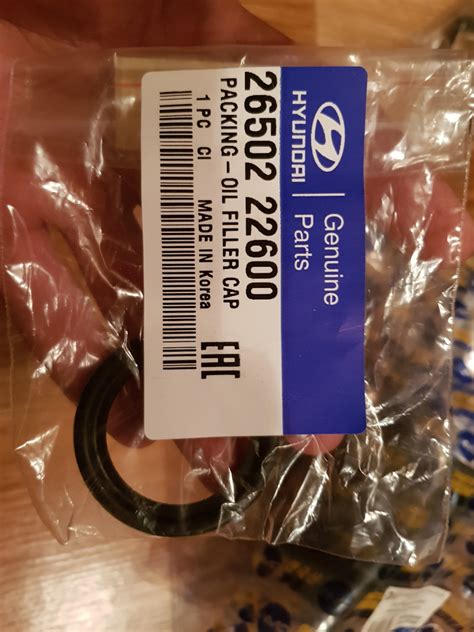 HYUNDAI
Genuine
Parts
26502 22600
PACKING-OIL FILLER CAP
1 PC CI MADE IN Korea
EAC